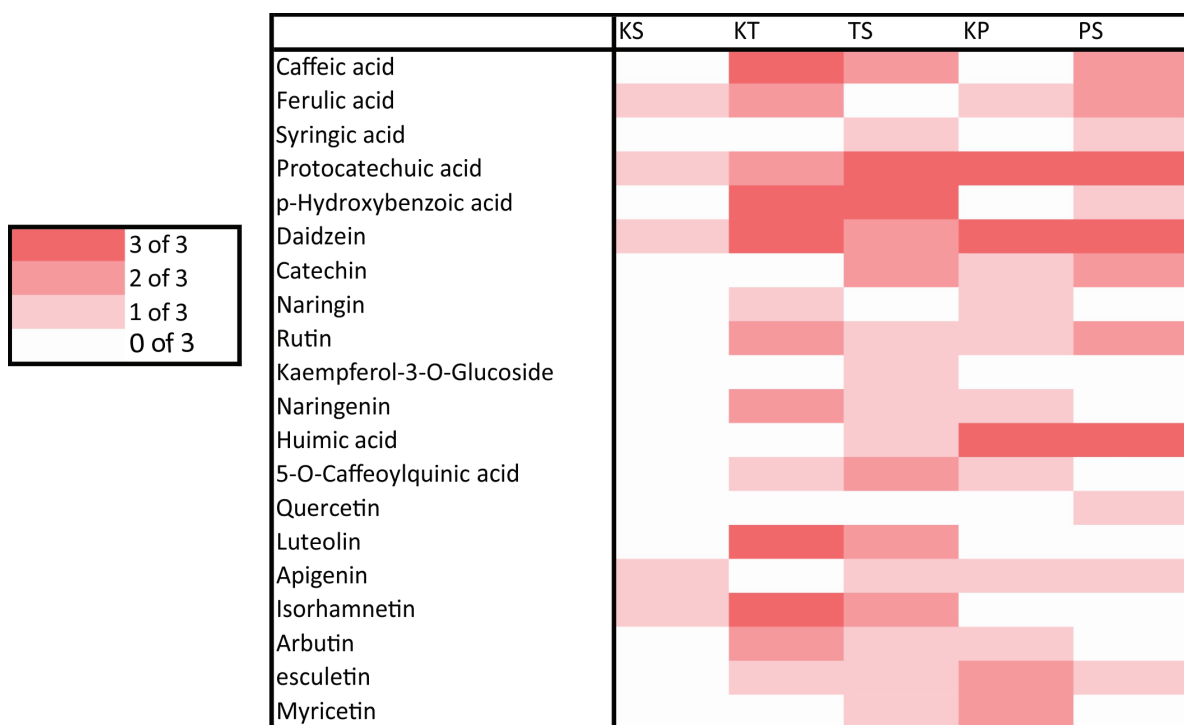 KS KT TS KP PS
Caffeic acid
Ferulic acid
Syringic acid
Protocatechuic acid
p-Hydroxybenzoic acid
Daidzein
Catechin
Naringin
Rutin
Kaempferol-3-O-Glucoside
Naringenin
Huimic acid
5-O-Caffeoylquinic acid
Quercetin
Luteolin
Apigenin
Isorhamnetin
Arbutin
esculetin
Myricetin
3 of 3
2 of 3
1 of 3
0 of 3